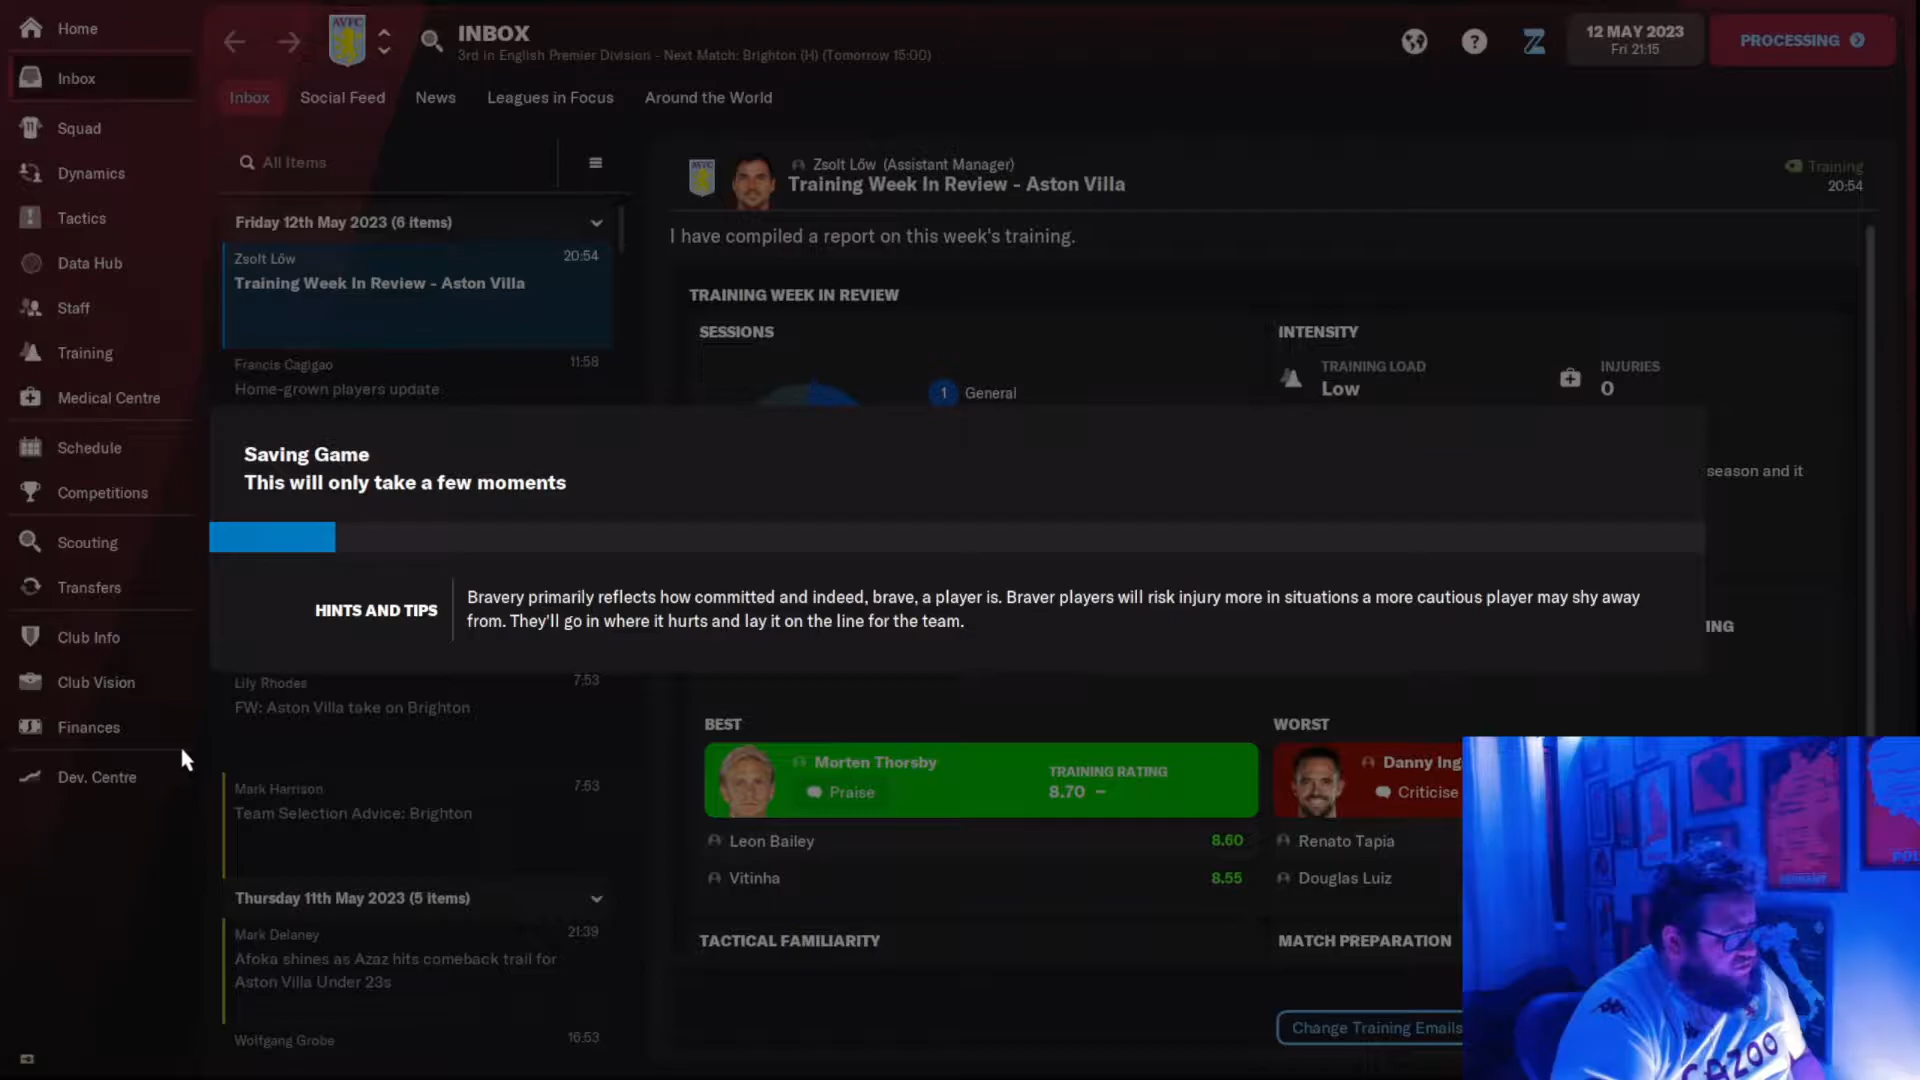 Home
Inbox
Squad
Dynamics
Tactics
Data Hub
Staff
Training
Medical Centre
Schedule
Competitions
Scouting
Transfers
Club Info
Club Vision
Finances
Dev. Centre
AVFC
INBOX
3rd in English Premier Division - Next Match: Brighton (H) (Tomorrow 15:00)
12 MAY 2023
Fri 21:15
PROCESSING
Inbox Social Feed News Leagues in Focus Around the World
All Items
Friday 12th May 2023 (6 items)
Zsolt Lőw 20:54
Training Week In Review - Aston Villa
Francis Cagigao 11:58
Home-grown players update
Zsolt Lőw (Assistant Manager)
Training Week In Review - Aston Villa
Training
20:54
I have compiled a report on this week's training.
TRAINING WEEK IN REVIEW
SESSIONS
1 General
INTENSITY
TRAINING LOAD
Low
INJURIES
0
season and it
Saving Game
This will only take a few moments
HINTS AND TIPS
Bravery primarily reflects how committed and indeed, brave, a player is. Braver players will risk injury more in situations a more cautious player may shy away
from. They'll go in where it hurts and lay it on the line for the team.
ING
Lily Rhodes 7:53
FW: Aston Villa take on Brighton
Mark Harrison 7:53
Team Selection Advice: Brighton
Thursday 11th May 2023 (5 items)
Mark Delaney 21:39
Afoka shines as Azaz hits comeback trail for
Aston Villa Under 23s
Wolfgang Grobe 16:53
BEST
Morten Thorsby
Praise
TRAINING RATING
8.70 –
Leon Bailey 8.60
Vitinha 8.55
WORST
Danny Ing
Criticise
Renato Tapia
Douglas Luiz
TACTICAL FAMILIARITY
MATCH PREPARATION
Change Training Emails
CAZOO